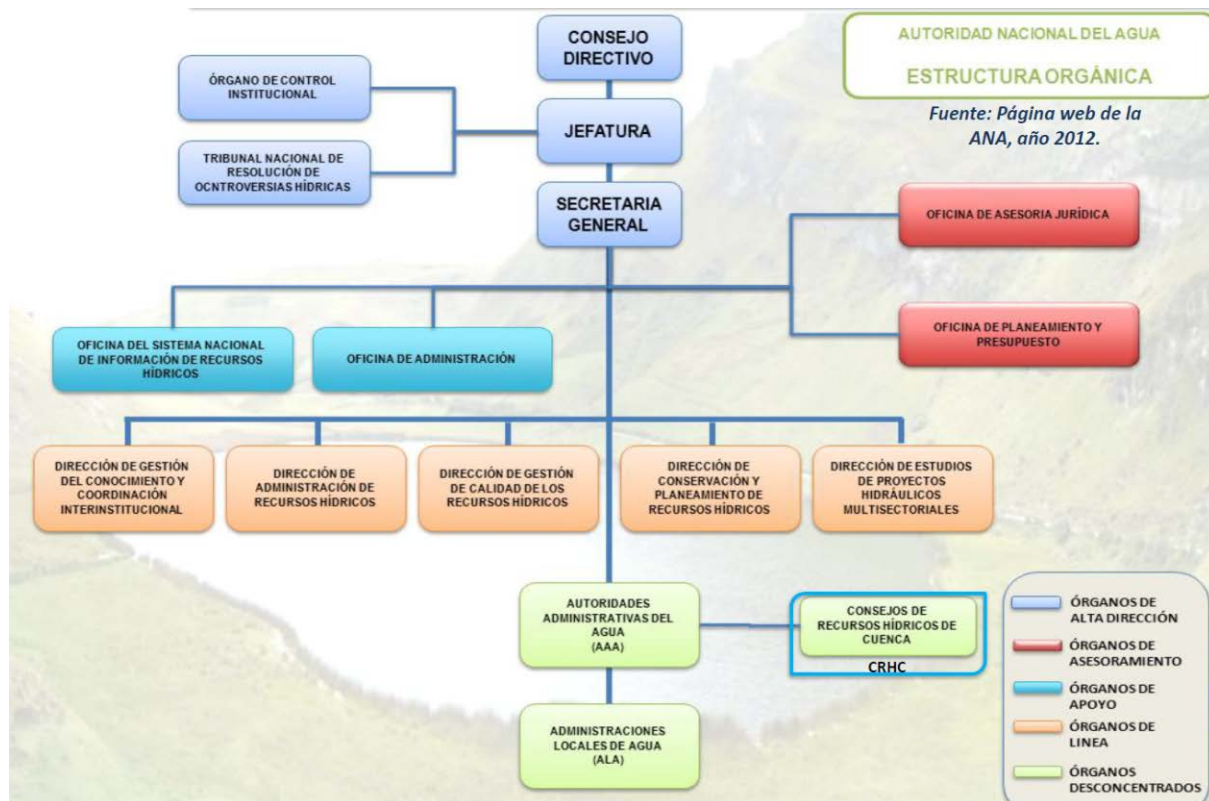 CONSEJO
DIRECTIVO
AUTORIDAD NACIONAL DEL AGUA
ESTRUCTURA ORGÁNICA
Fuente: Página web de la
ANA, año 2012.
ÓRGANO DE CONTROL
INSTITUCIONAL
JEFATURA
TRIBUNAL NACIONAL DE
RESOLUCIÓN DE
OCNTROVERSIAS HÍDRICAS
SECRETARIA
GENERAL
OFICINA DE ASESORIA JURÍDICA
OFICINA DE PLANEAMIENTO Y
PRESUPUESTO
OFICINA DEL SISTEMA NACIONAL
DE INFORMACIÓN DE RECURSOS
HÍDRICOS
OFICINA DE ADMINISTRACIÓN
DIRECCIÓN DE GESTIÓN
DEL CONOCIMIENTO Y
COORDINACIÓN
INTERINSTITUCIONAL
DIRECCIÓN DE
ADMINISTRACIÓN DE
RECURSOS HÍDRICOS
DIRECCIÓN DE GESTIÓN
DE CALIDAD DE LOS
RECURSOS HÍDRICOS
DIRECCIÓN DE
CONSERVACIÓN Y
PLANEAMIENTO DE
RECURSOS HÍDRICOS
DIRECCIÓN DE ESTUDIOS
DE PROYECTOS
HIDRÁULICOS
MULTISECTORIALES
AUTORIDADES
ADMINISTRATIVAS DEL
AGUA
(AAA)
CONSEJOS DE
RECURSOS HÍDRICOS DE
CUENCA
CRHC
ADMINISTRACIONES
LOCALES DE AGUA
(ALA)
ÓRGANOS DE
ALTA DIRECCIÓN
ÓRGANOS DE
ASESORAMIENTO
ÓRGANOS DE
APOYO
ÓRGANOS DE
LINEA
ÓRGANOS
DESCONCENTRADOS